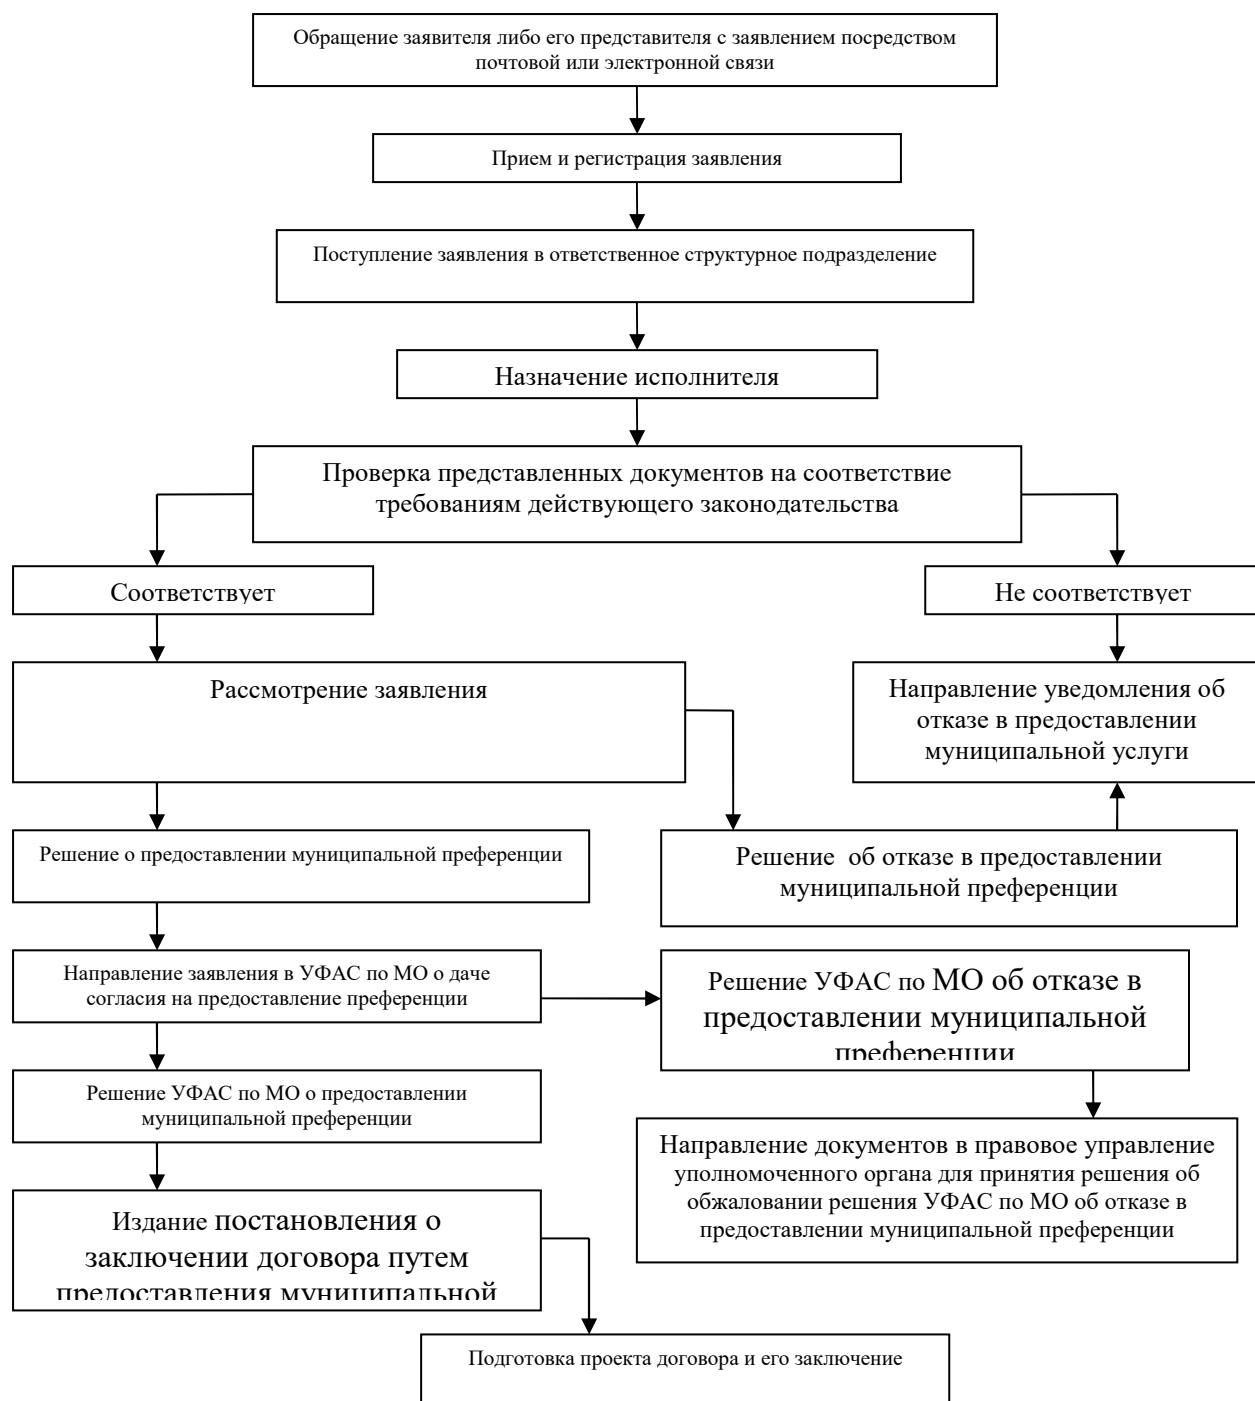 Обращение заявителя либо его представителя с заявлением посредством
почтовой или электронной связи
Прием и регистрация заявления
Поступление заявления в ответственное структурное подразделение
Назначение исполнителя
Проверка представленных документов на соответствие
требованиям действующего законодательства
Соответствует
Не соответствует
Рассмотрение заявления
Направление уведомления об
отказе в предоставлении
муниципальной услуги
Решение о предоставлении муниципальной преференции
Решение  об отказе в предоставлении
муниципальной преференции
Направление заявления в УФАС по МО о даче
согласия на предоставление преференции
Решение УФАС по МО об отказе в
предоставлении муниципальной
преференции
Решение УФАС по МО о предоставлении
муниципальной преференции
Направление документов в правовое управление
уполномоченного органа для принятия решения об
обжаловании решения УФАС по МО об отказе в
предоставлении муниципальной преференции
Издание постановления о
заключении договора путем
предоставления муниципальной
Подготовка проекта договора и его заключение